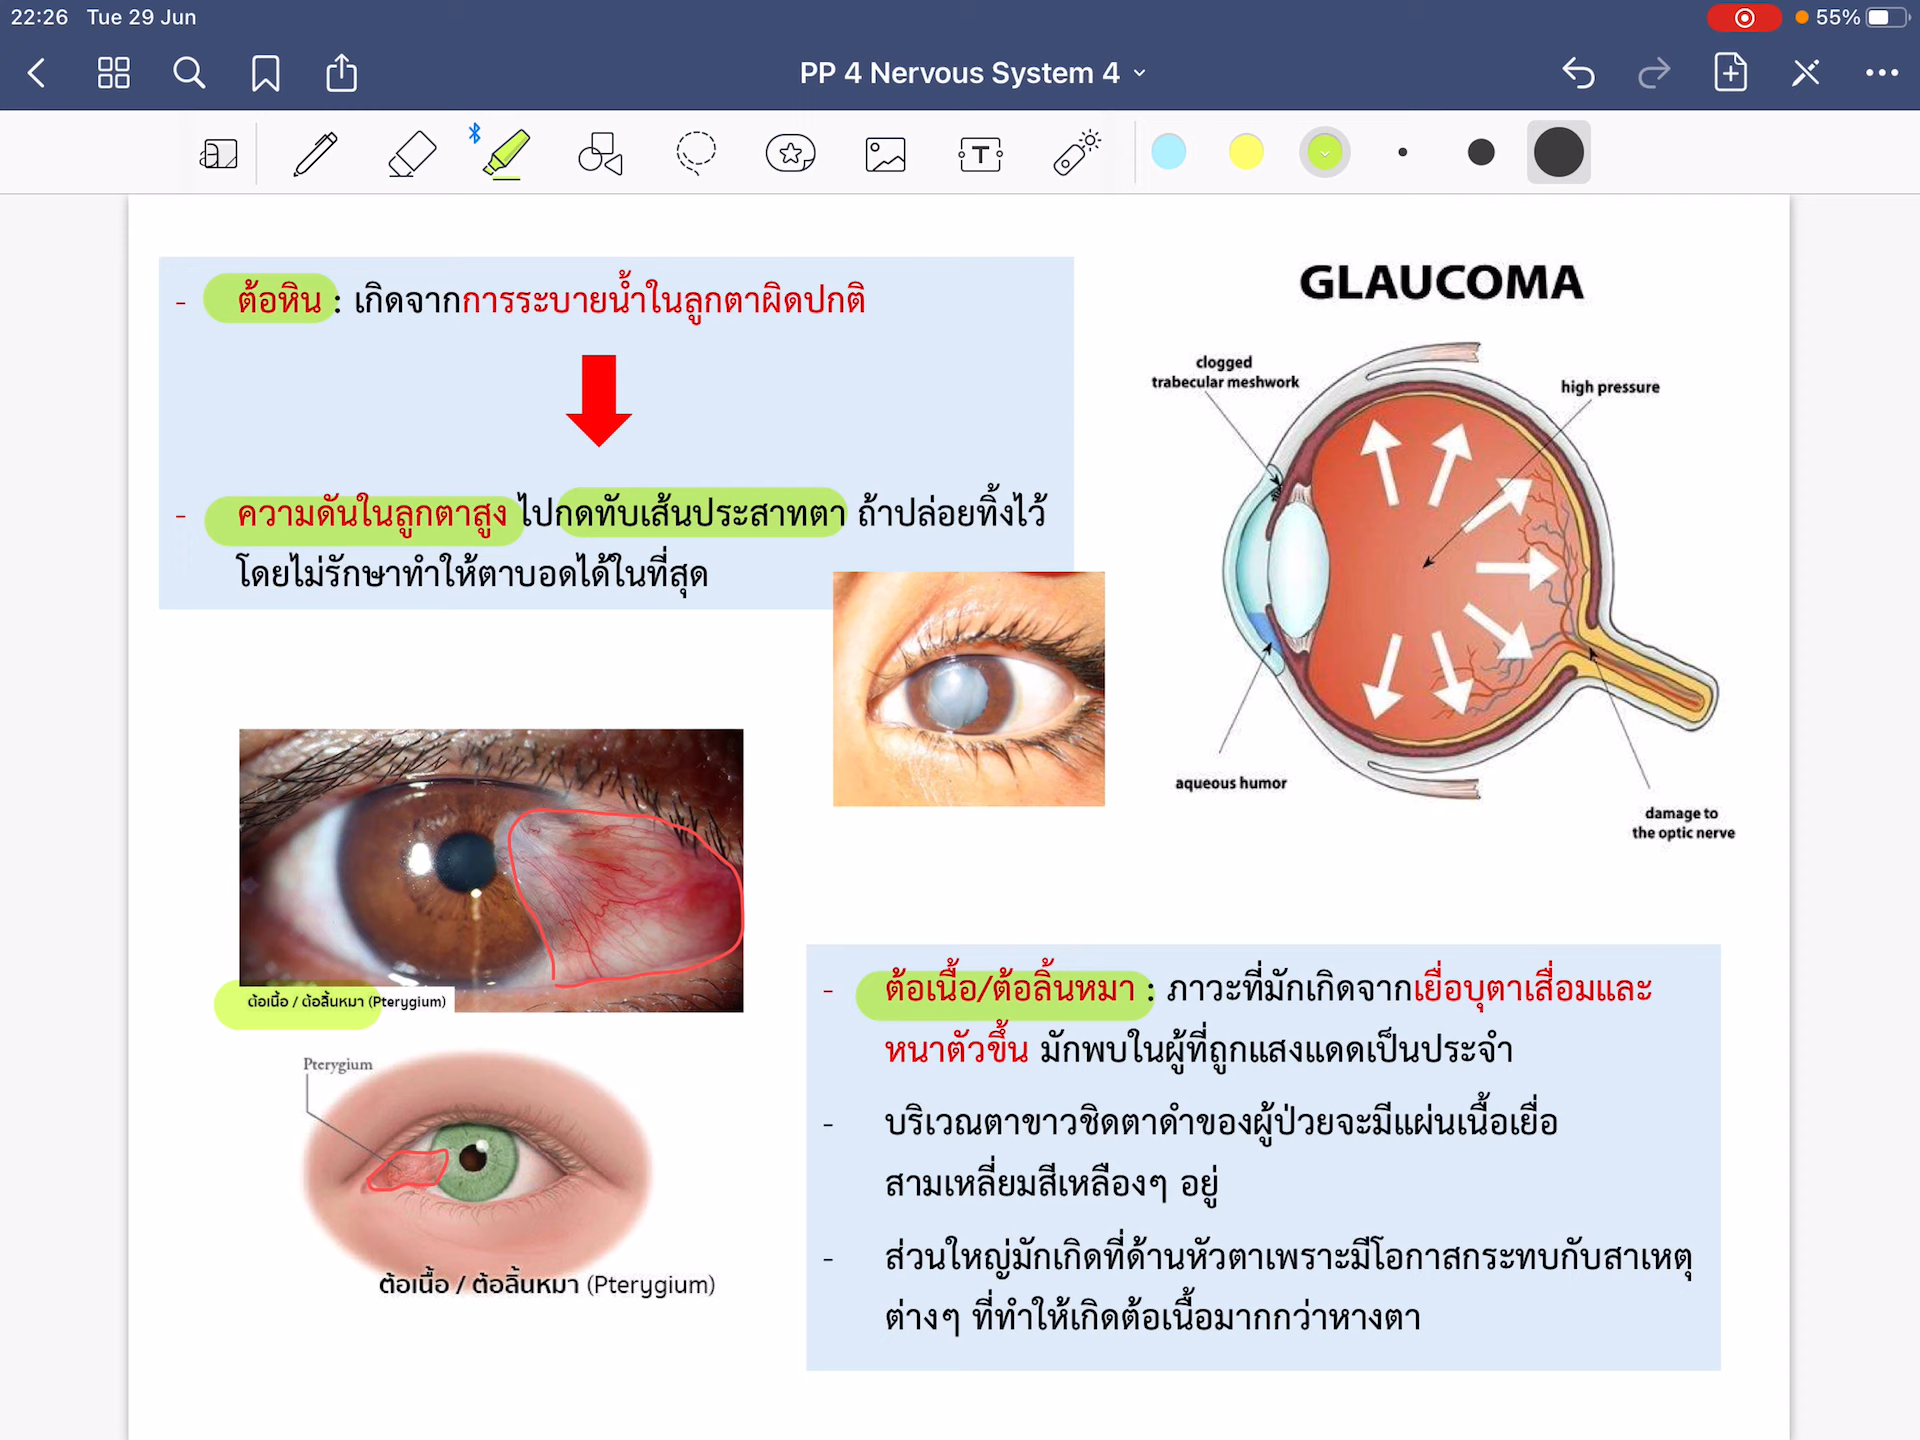 22:26 Tue 29 Jun
55%
PP 4 Nervous System 4
- ต้อหิน : เกิดจากการระบายน้ำในลูกตาผิดปกติ
- ความดันในลูกตาสูง ไปกดทับเส้นประสาทตา ถ้าปล่อยทิ้งไว้
โดยไม่รักษาทำให้ตาบอดได้ในที่สุด
GLAUCOMA
clogged
trabecular meshwork
high pressure
aqueous humor
damage to
the optic nerve
ต้อเนื้อ / ต้อลิ้นหมา (Pterygium)
Pterygium
ต้อเนื้อ / ต้อลิ้นหมา (Pterygium)
- ต้อเนื้อ/ต้อลิ้นหมา : ภาวะที่มักเกิดจากเยื่อบุตาเสื่อมและ
หนาตัวขึ้น มักพบในผู้ที่ถูกแสงแดดเป็นประจำ
- บริเวณตาขาวชิดตาดำของผู้ป่วยจะมีแผ่นเนื้อเยื่อ
สามเหลี่ยมสีเหลืองๆ อยู่
- ส่วนใหญ่มักเกิดที่ด้านหัวตาเพราะมีโอกาสกระทบกับสาเหตุ
ต่างๆ ที่ทำให้เกิดต้อเนื้อมากกว่าหางตา